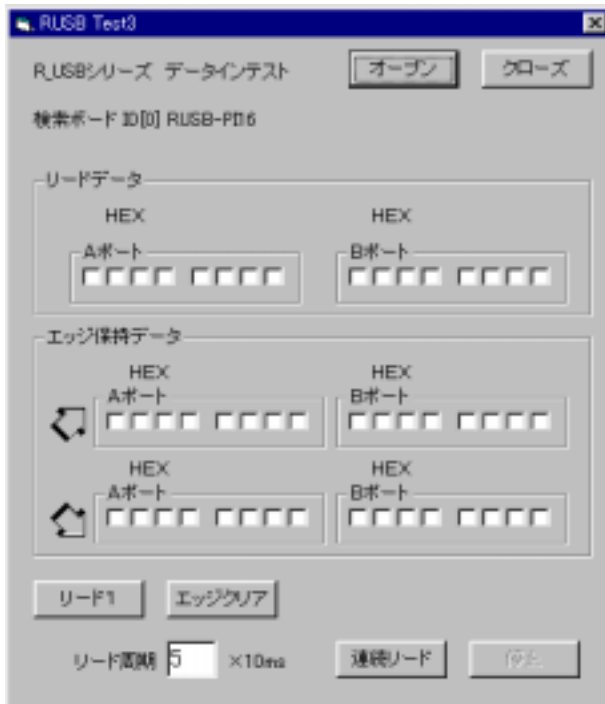 RUSB Test3
R_USBシリーズ データインテスト オープン クローズ
検索ボード ID[0] RUSB-PI16
リードデータ
HEX HEX
Aポート Bポート
エッジ保持データ
HEX HEX
Aポート Bポート
HEX HEX
Aポート Bポート
リード1 エッジクリア
リード周期 5 ×10ms 連続リード 停止